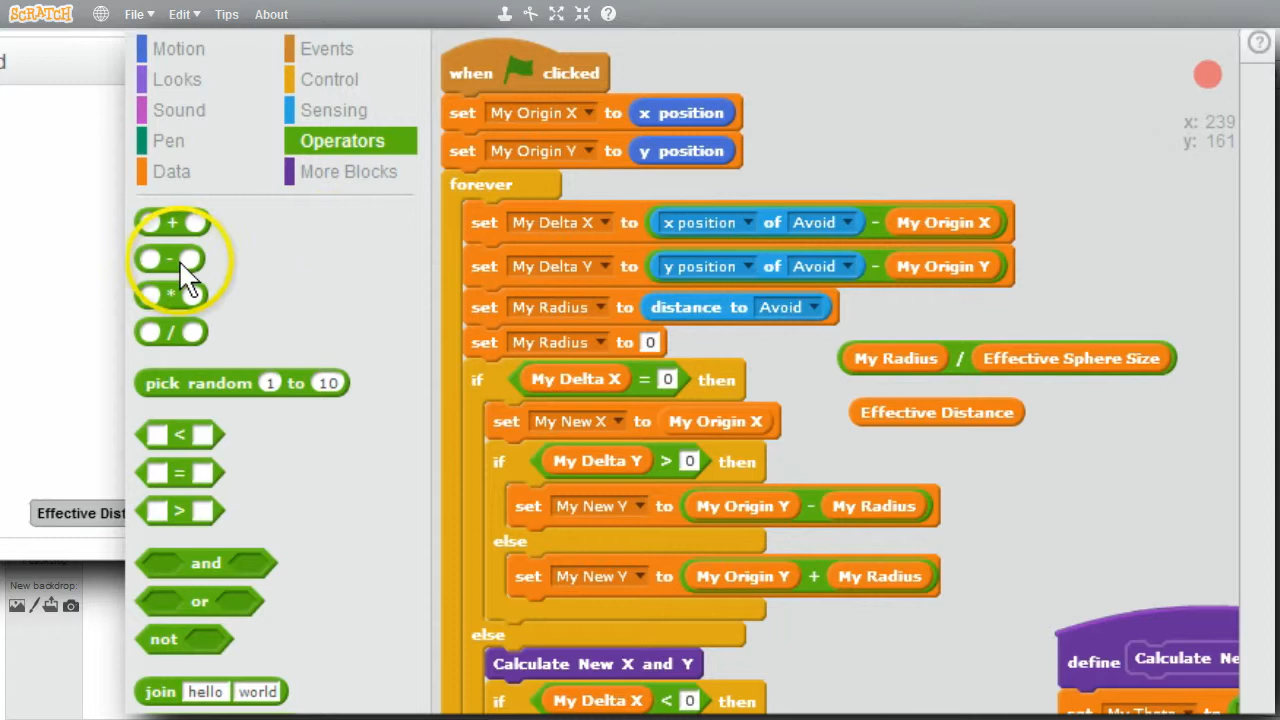 SCRATCH File Edit Tips About
d
Motion Events
Looks Control
Sound Sensing
Pen Operators
Data More Blocks
+
-
*
/
pick random 1 to 10
<
=
>
and
or
not
join hello world
Effective Dist
New backdrop:
when clicked
set My Origin X to x position
set My Origin Y to y position
forever
set My Delta X to x position of Avoid - My Origin X
set My Delta Y to y position of Avoid - My Origin Y
set My Radius to distance to Avoid
set My Radius to 0
if My Delta X = 0 then
set My New X to My Origin X
if My Delta Y > 0 then
set My New Y to My Origin Y - My Radius
else
set My New Y to My Origin Y + My Radius
else
Calculate New X and Y
if My Delta X < 0 then
My Radius / Effective Sphere Size
Effective Distance
x: 239
y: 161
define Calculate Ne
set My Theta to